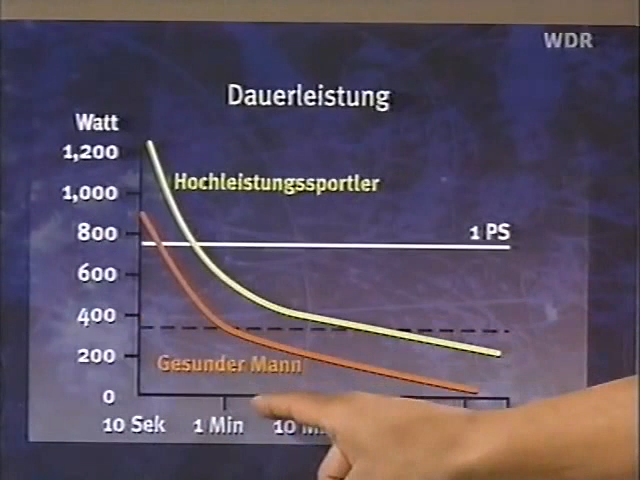 WDR
Dauerleistung
Watt
1,200
1,000
800
600
400
200
0
Hochleistungssportler
1 PS
Gesunder Mann
10 Sek
1 Min
10